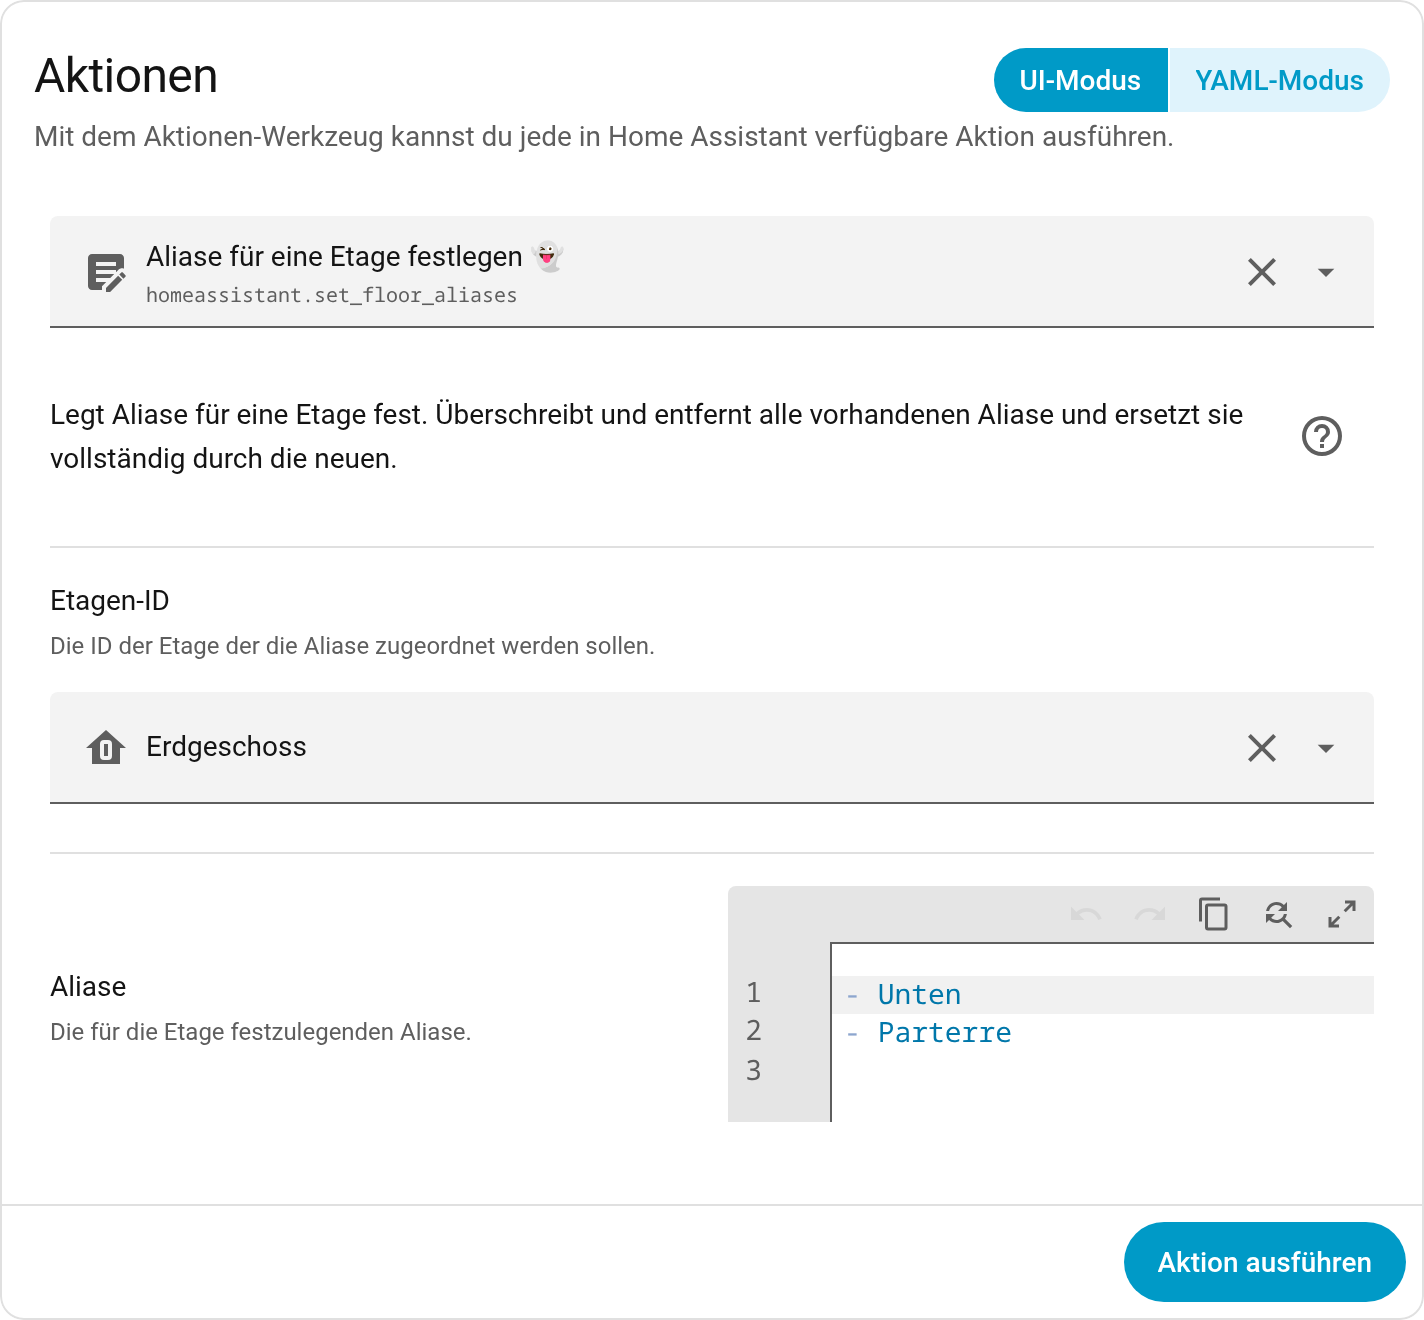 Aktionen
UI-Modus
YAML-Modus
Mit dem Aktionen-Werkzeug kannst du jede in Home Assistant verfügbare Aktion ausführen.
Aliase für eine Etage festlegen 👻
homeassistant.set_floor_aliases
Legt Aliase für eine Etage fest. Überschreibt und entfernt alle vorhandenen Aliase und ersetzt sie
vollständig durch die neuen.
Etagen-ID
Die ID der Etage der die Aliase zugeordnet werden sollen.
0
Erdgeschoss
Aliase
Die für die Etage festzulegenden Aliase.
1 - Unten
2 - Parterre
3
Aktion ausführen